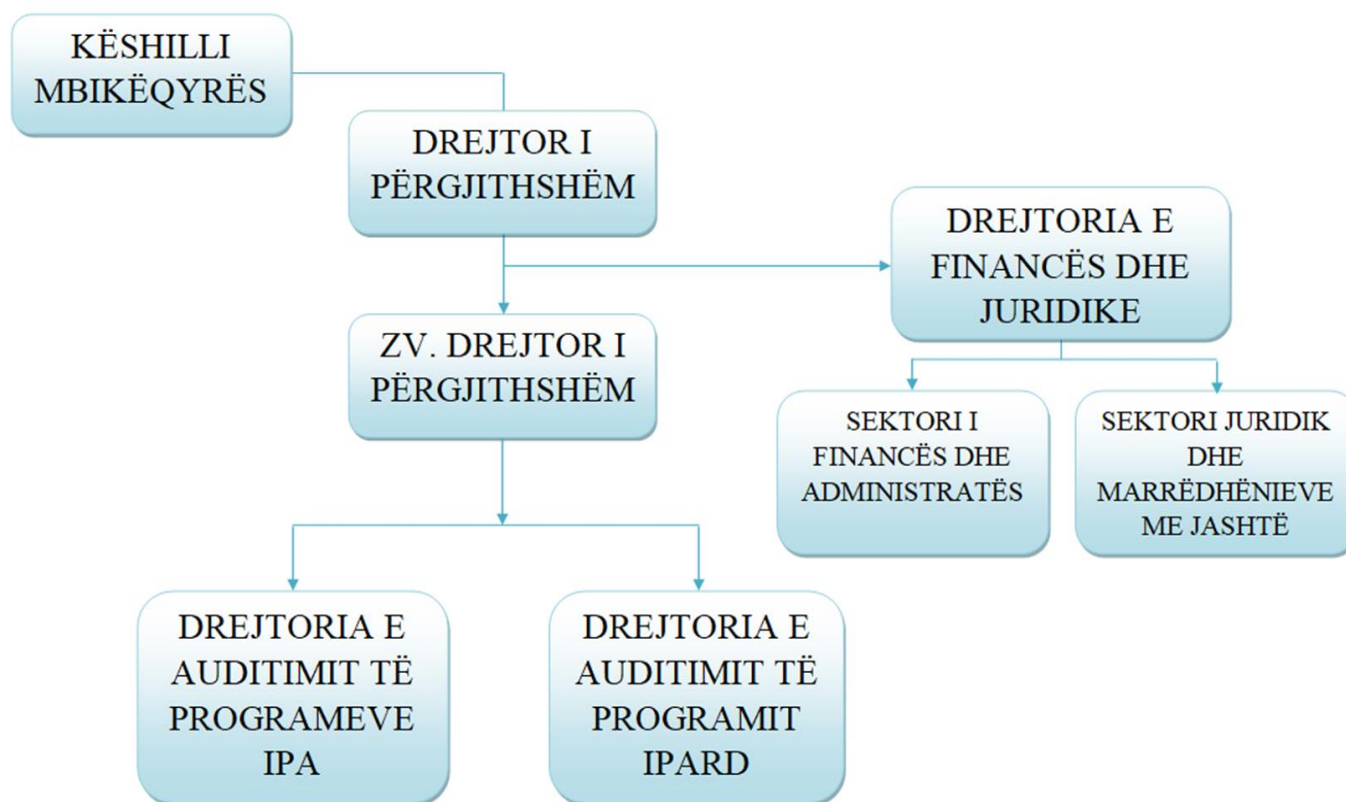 KËSHILLI
MBIKËQYRËS
DREJTOR I
PËRGJITHSHËM
DREJTORIA E
FINANCËS DHE
JURIDIKE
ZV. DREJTOR I
PËRGJITHSHËM
SEKTORI I
FINANCËS DHE
ADMINISTRATËS
SEKTORI JURIDIK
DHE
MARRËDHËNIEVE
ME JASHTË
DREJTORIA E
AUDITIMIT TË
PROGRAMEVE
IPA
DREJTORIA E
AUDITIMIT TË
PROGRAMIT
IPARD